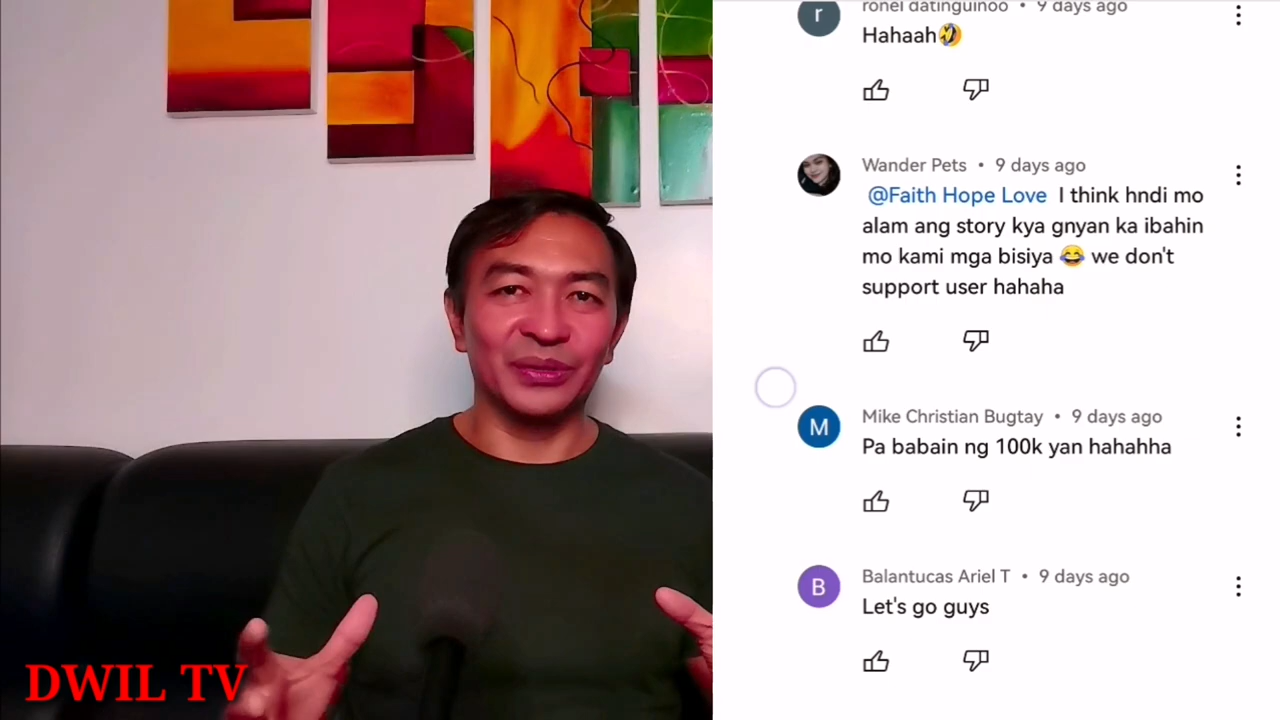 ronel datinguinoo • 9 days ago
r
Hahaah🤣
Wander Pets • 9 days ago
@Faith Hope Love I think hndi mo
alam ang story kya gnyan ka ibahin
mo kami mga bisiya 😂 we don't
support user hahaha
Mike Christian Bugtay • 9 days ago
M
Pa babain ng 100k yan hahahha
Balantucas Ariel T • 9 days ago
B
Let's go guys
DWIL TV